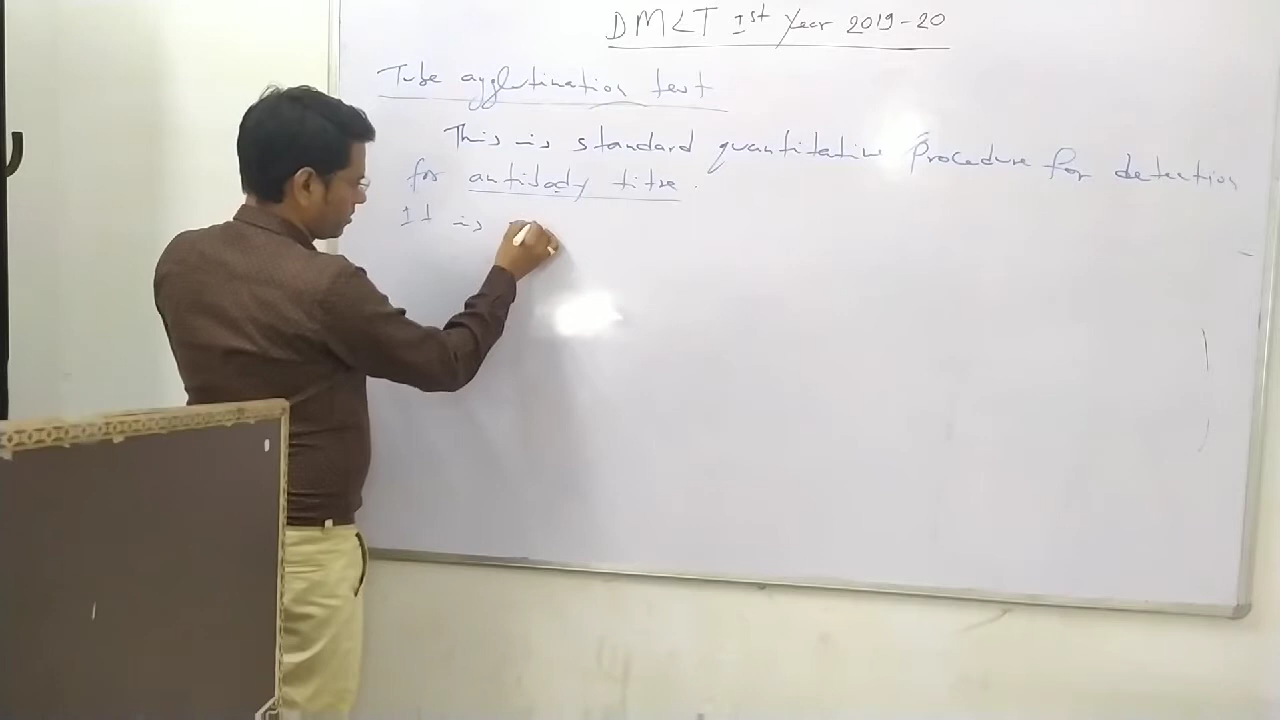 DMLT 1st Year 2019-20
Tube agglutination test
This is standard quantitative Procedure for detection
for antibody titre.
It is